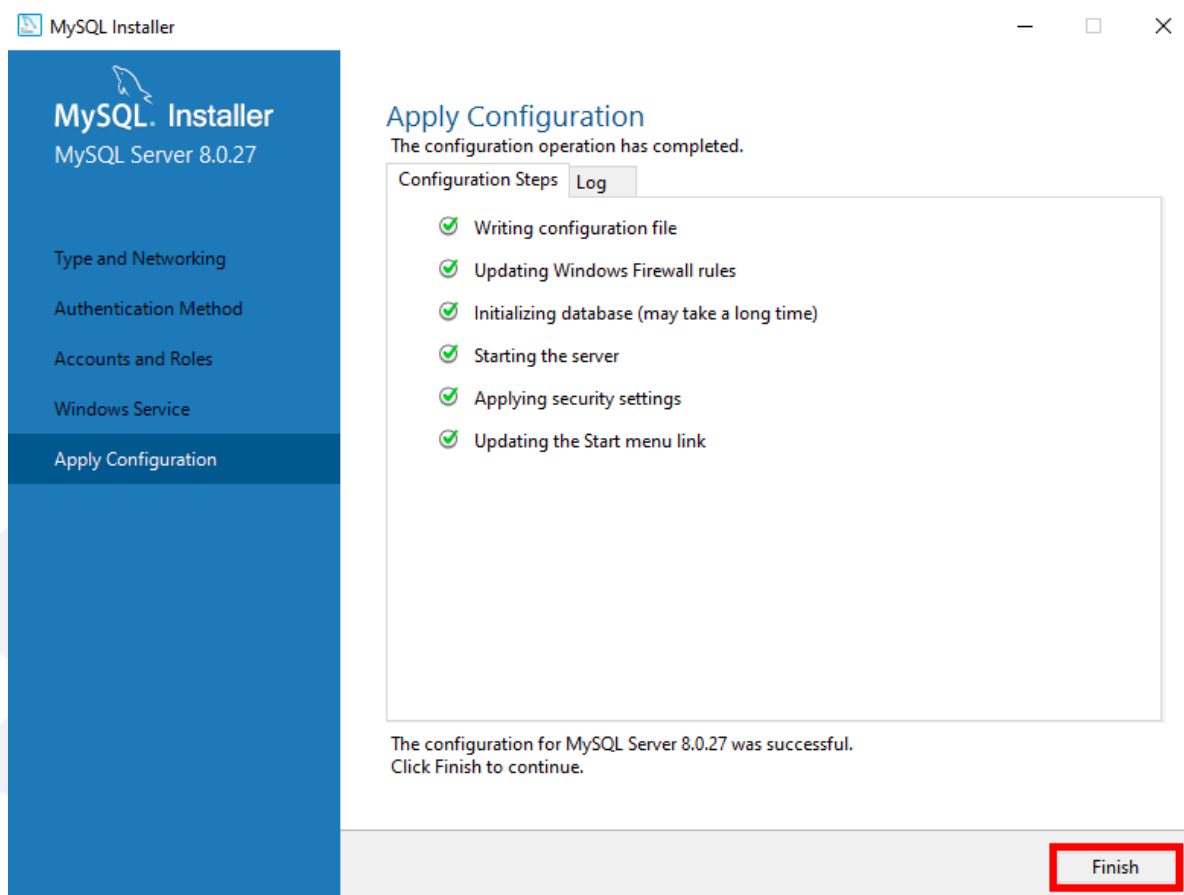 MySQL Installer
MySQL. Installer
MySQL Server 8.0.27
Type and Networking
Authentication Method
Accounts and Roles
Windows Service
Apply Configuration
Apply Configuration
The configuration operation has completed.
Configuration Steps Log
Writing configuration file
Updating Windows Firewall rules
Initializing database (may take a long time)
Starting the server
Applying security settings
Updating the Start menu link
The configuration for MySQL Server 8.0.27 was successful.
Click Finish to continue.
Finish